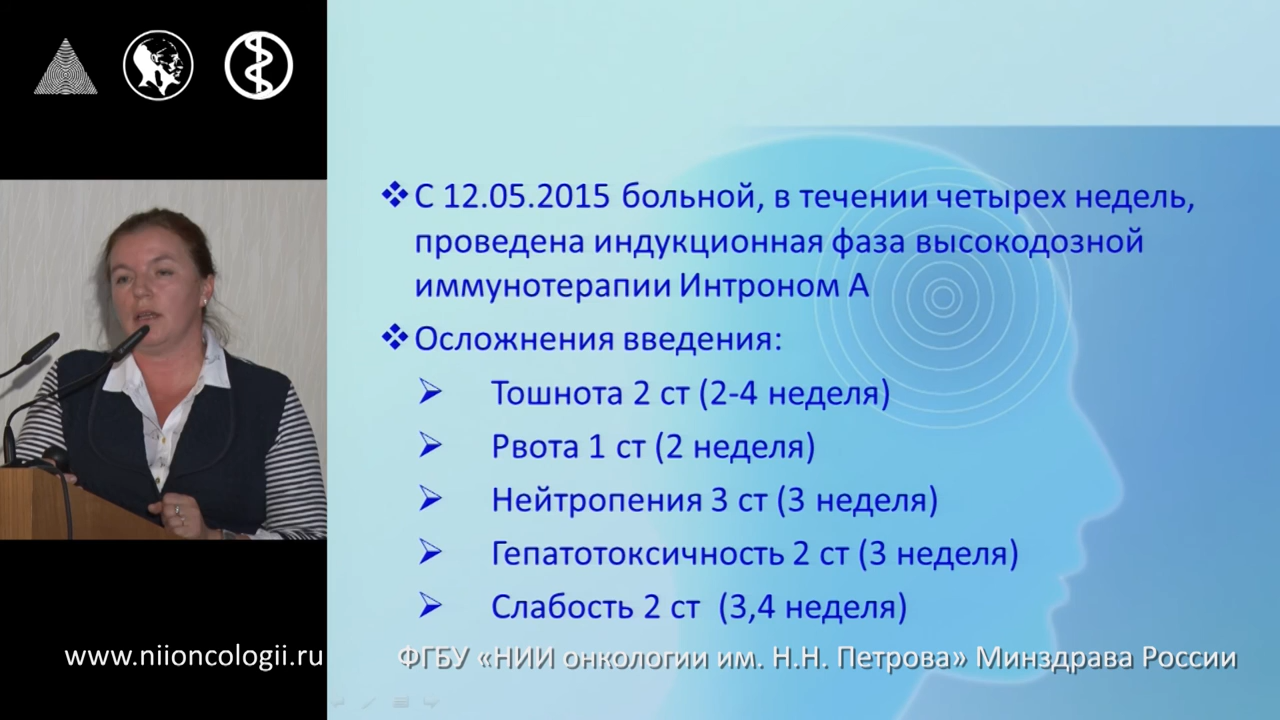 С 12.05.2015 больной, в течении четырех недель,
проведена индукционная фаза высокодозной
иммунотерапии Интроном А
Осложнения введения:
Тошнота 2 ст (2-4 неделя)
Рвота 1 ст (2 неделя)
Нейтропения 3 ст (3 неделя)
Гепатотоксичность 2 ст (3 неделя)
Слабость 2 ст (3,4 неделя)
www.niioncologii.ru
ФГБУ «НИИ онкологии им. Н.Н. Петрова» Минздрава России